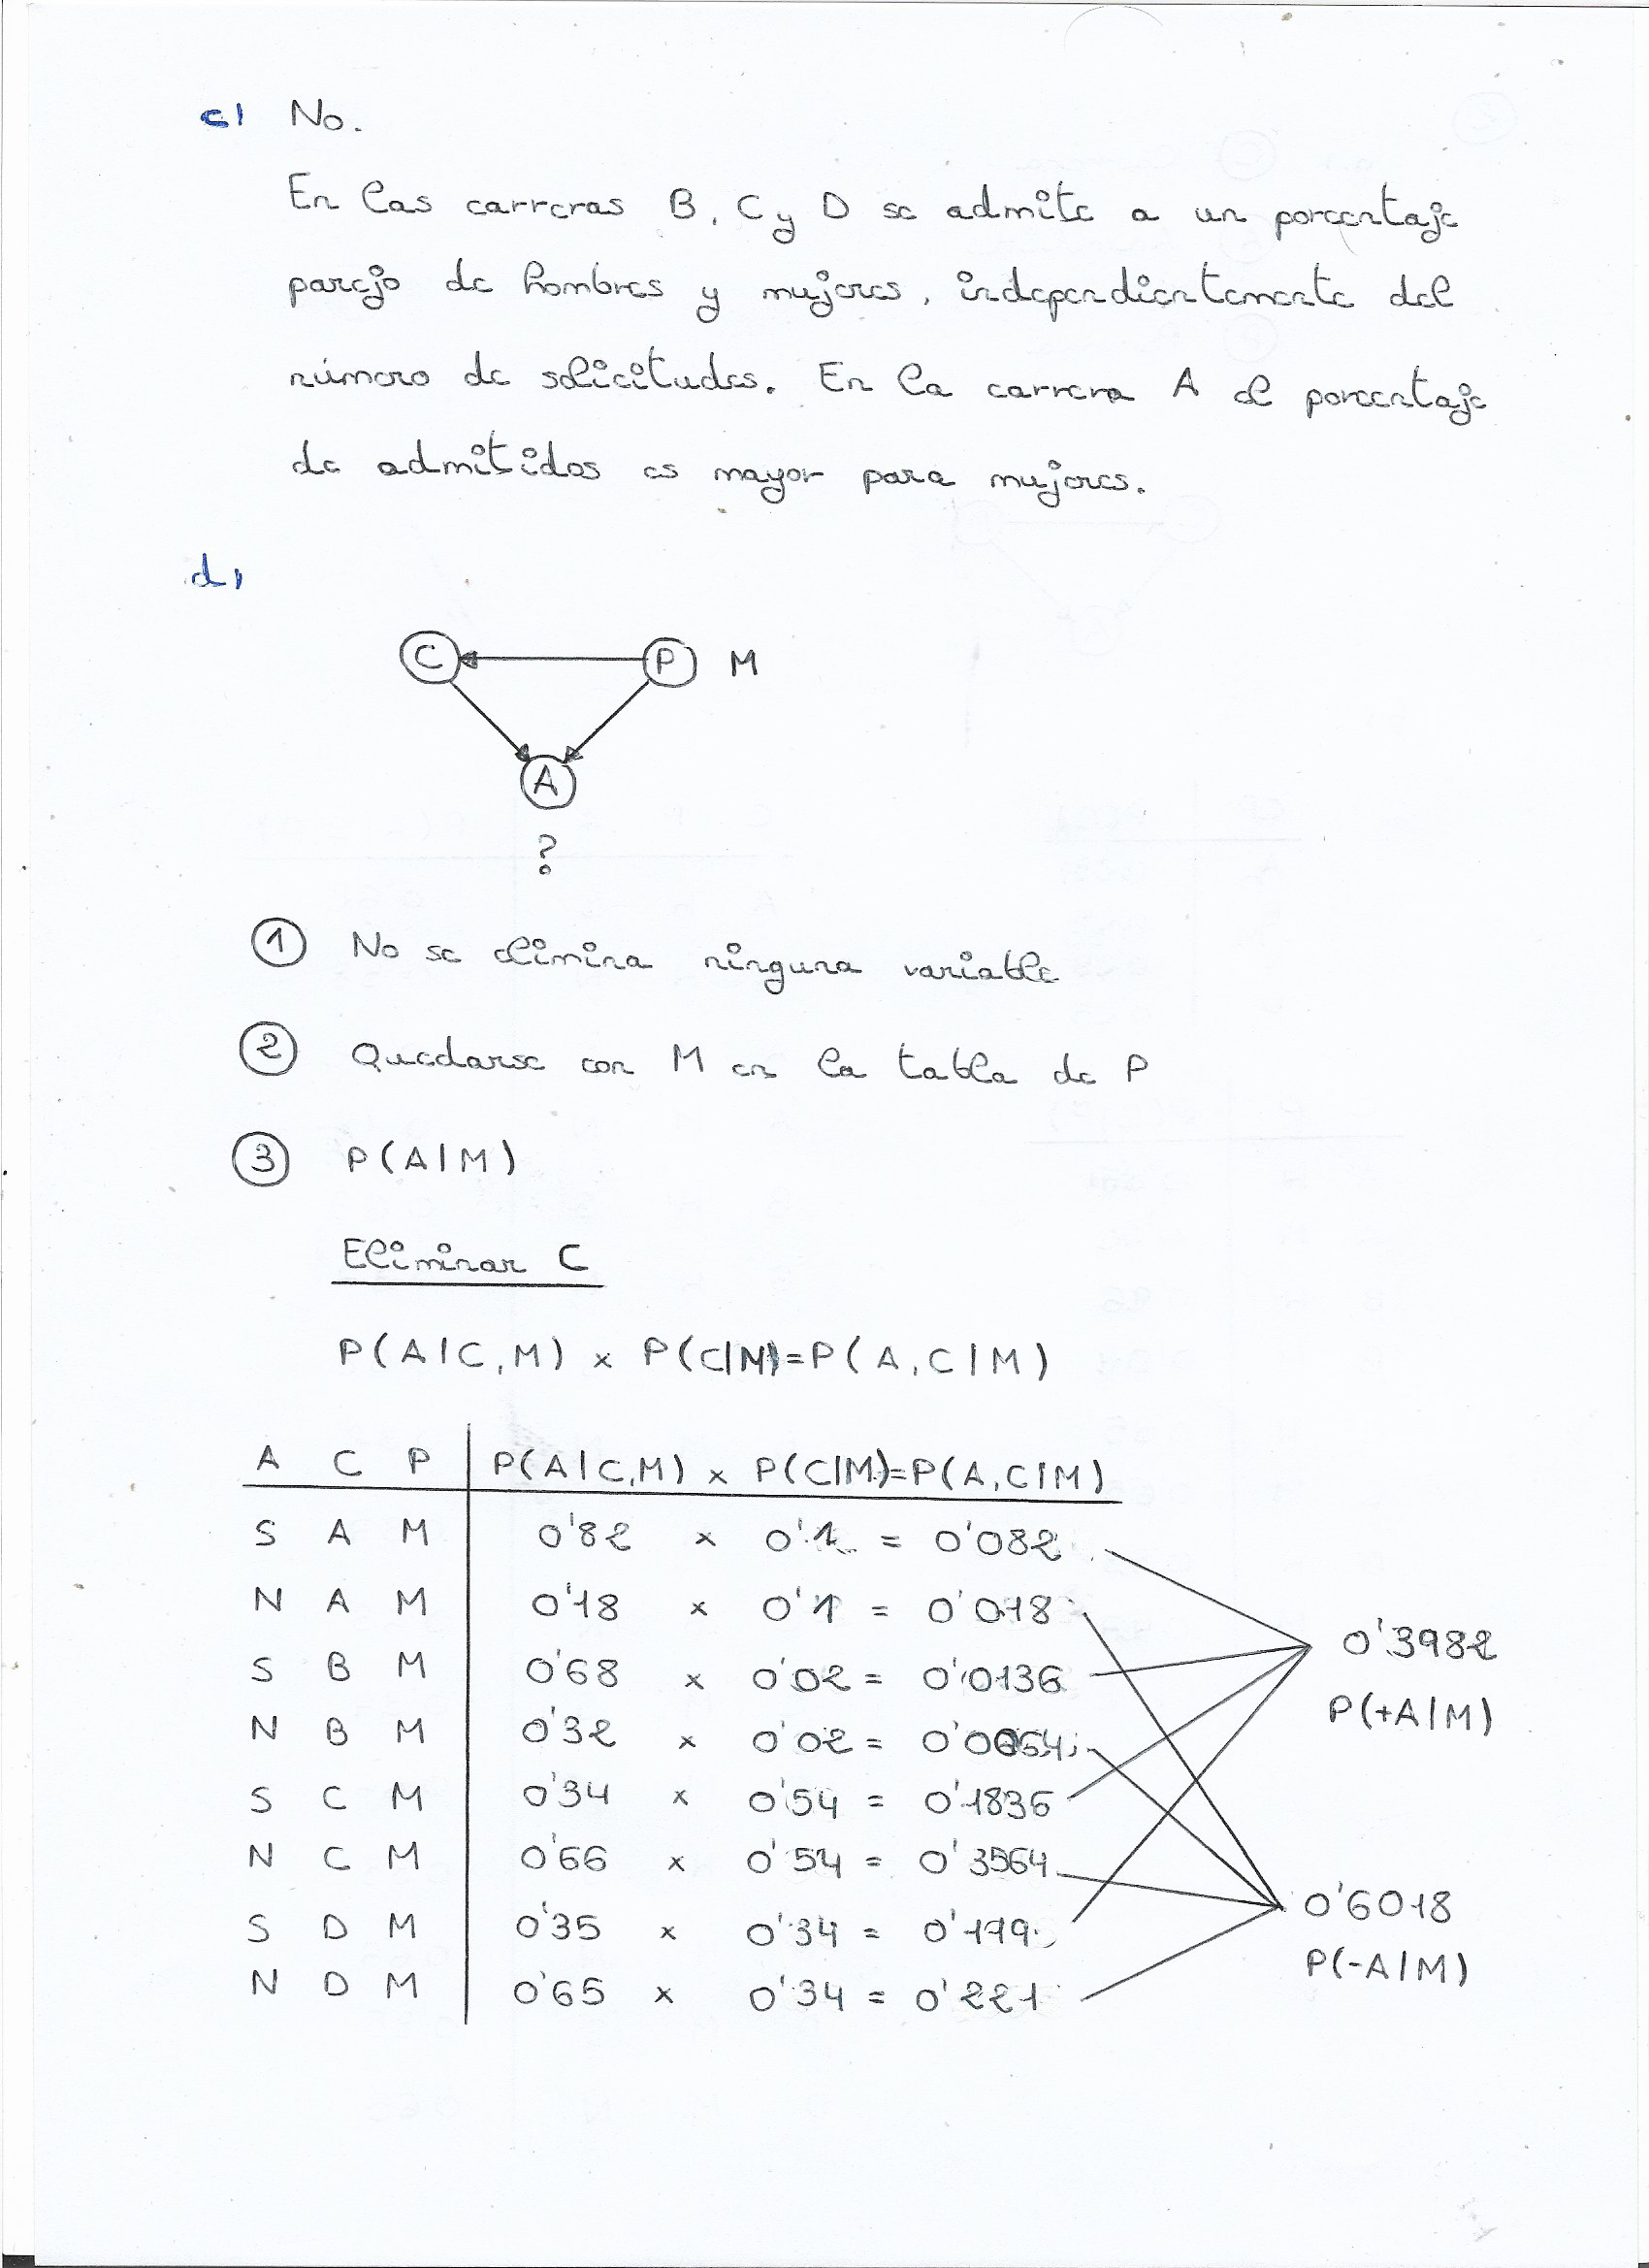 c) No.
En las carreras B, C y D se admite a un porcentaje
parejo de hombres y mujeres, independientemente del
número de solicitudes. En la carrera A el porcentaje
de admitidos es mayor para mujeres.
d)
C P M
A
?
① No se elimina ninguna variable
② Quedarse con M en la tabla de P
③ P(A|M)
Eliminar C
P(A|C,M) x P(C|M)=P(A,C|M)
A C P P(A|C,M) x P(C|M)=P(A,C|M)
S A M 0'82 x 0'1 = 0'082
N A M 0'18 x 0'1 = 0'018
S B M 0'68 x 0'02 = 0'0136
N B M 0'32 x 0'02 = 0'0064
S C M 0'34 x 0'54 = 0'1836
N C M 0'66 x 0'54 = 0'3564
S D M 0'35 x 0'34 = 0'119
N D M 0'65 x 0'34 = 0'221
0'3982
P(+A|M)
0'6018
P(-A|M)